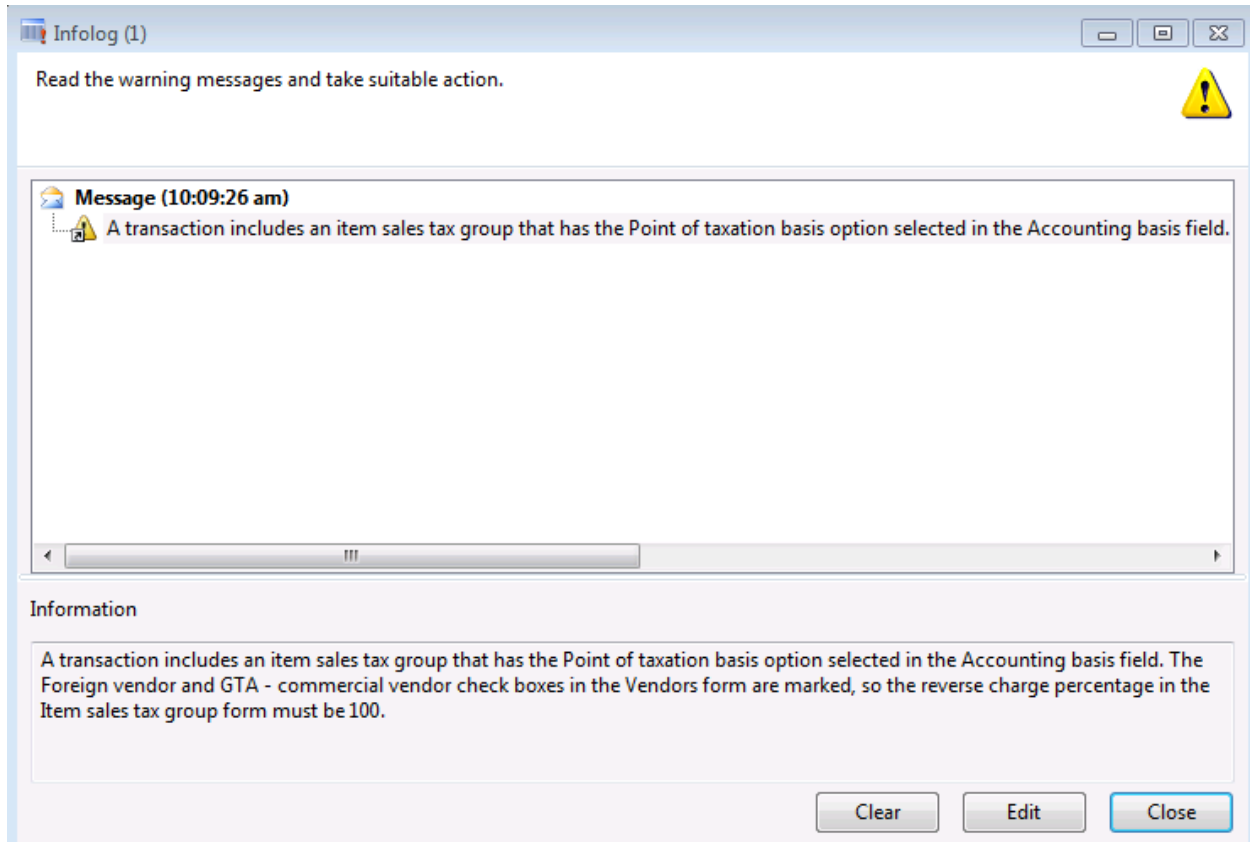 Infolog (1)
Read the warning messages and take suitable action.
Message (10:09:26 am)
A transaction includes an item sales tax group that has the Point of taxation basis option selected in the Accounting basis field.
Information
A transaction includes an item sales tax group that has the Point of taxation basis option selected in the Accounting basis field. The
Foreign vendor and GTA - commercial vendor check boxes in the Vendors form are marked, so the reverse charge percentage in the
Item sales tax group form must be 100.
Clear Edit Close